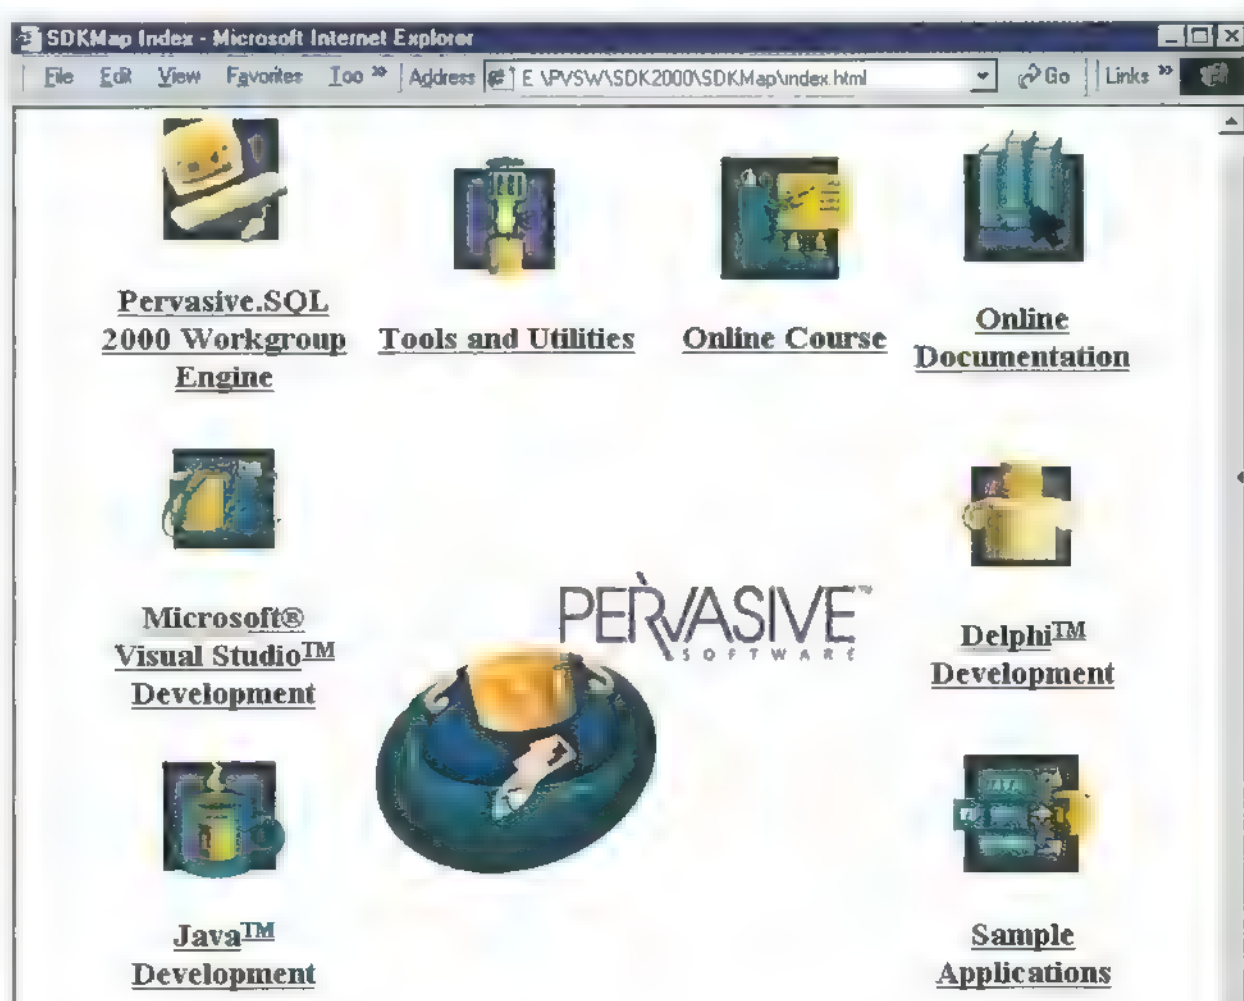 SDKMap Index - Microsoft Internet Explorer
File Edit View Favorites Too » Address E \PVSW\SDK2000\SDKMap\index html Go Links »
Pervasive.SQL
2000 Workgroup
Engine
Tools and Utilities
Online Course
Online
Documentation
Microsoft®
Visual Studio™
Development
PERVASIVE™
SOFTWARE
Delphi™
Development
Java™
Development
Sample
Applications